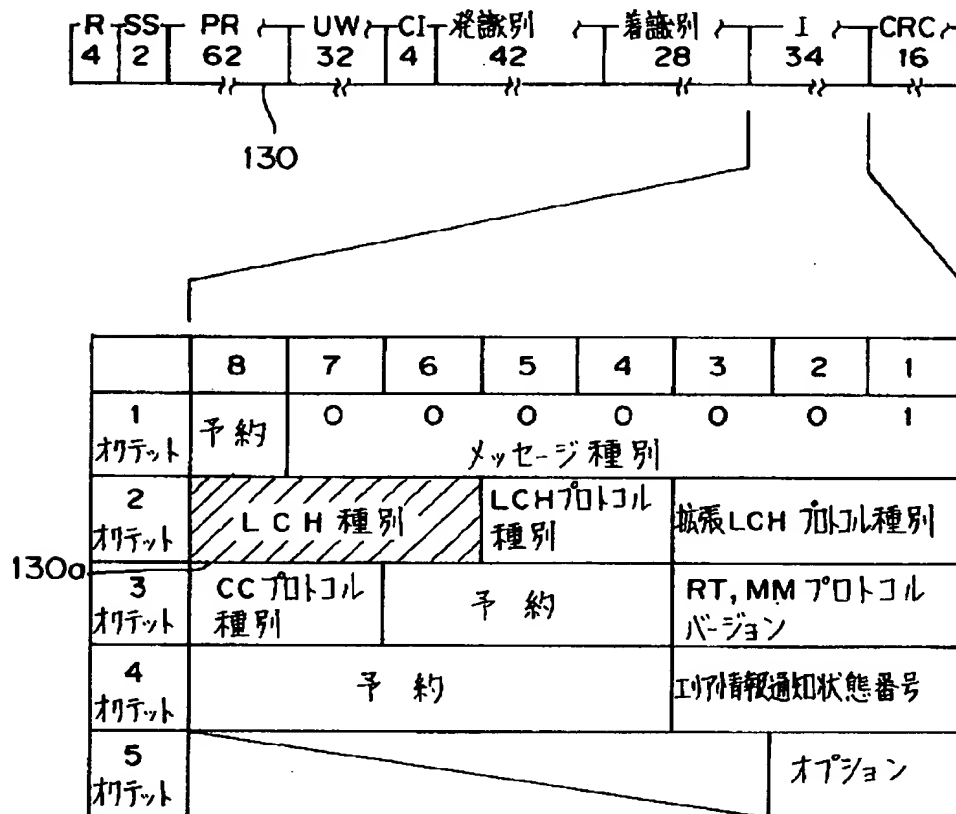 R SS PR UW CI 発識別 着識別 I CRC
4 2 62 32 4 42 28 34 16
130
8 7 6 5 4 3 2 1
1
オクテット
予約
0 0 0 0 0 0 1
メッセージ種別
2
オクテット
LCH種別
LCHプロトコル
種別
拡張LCHプロトコル種別
130a
3
オクテット
CCプロトコル
種別
予約
RT,MMプロトコル
バージョン
4
オクテット
予約
エリア情報通知状態番号
5
オクテット
オプション